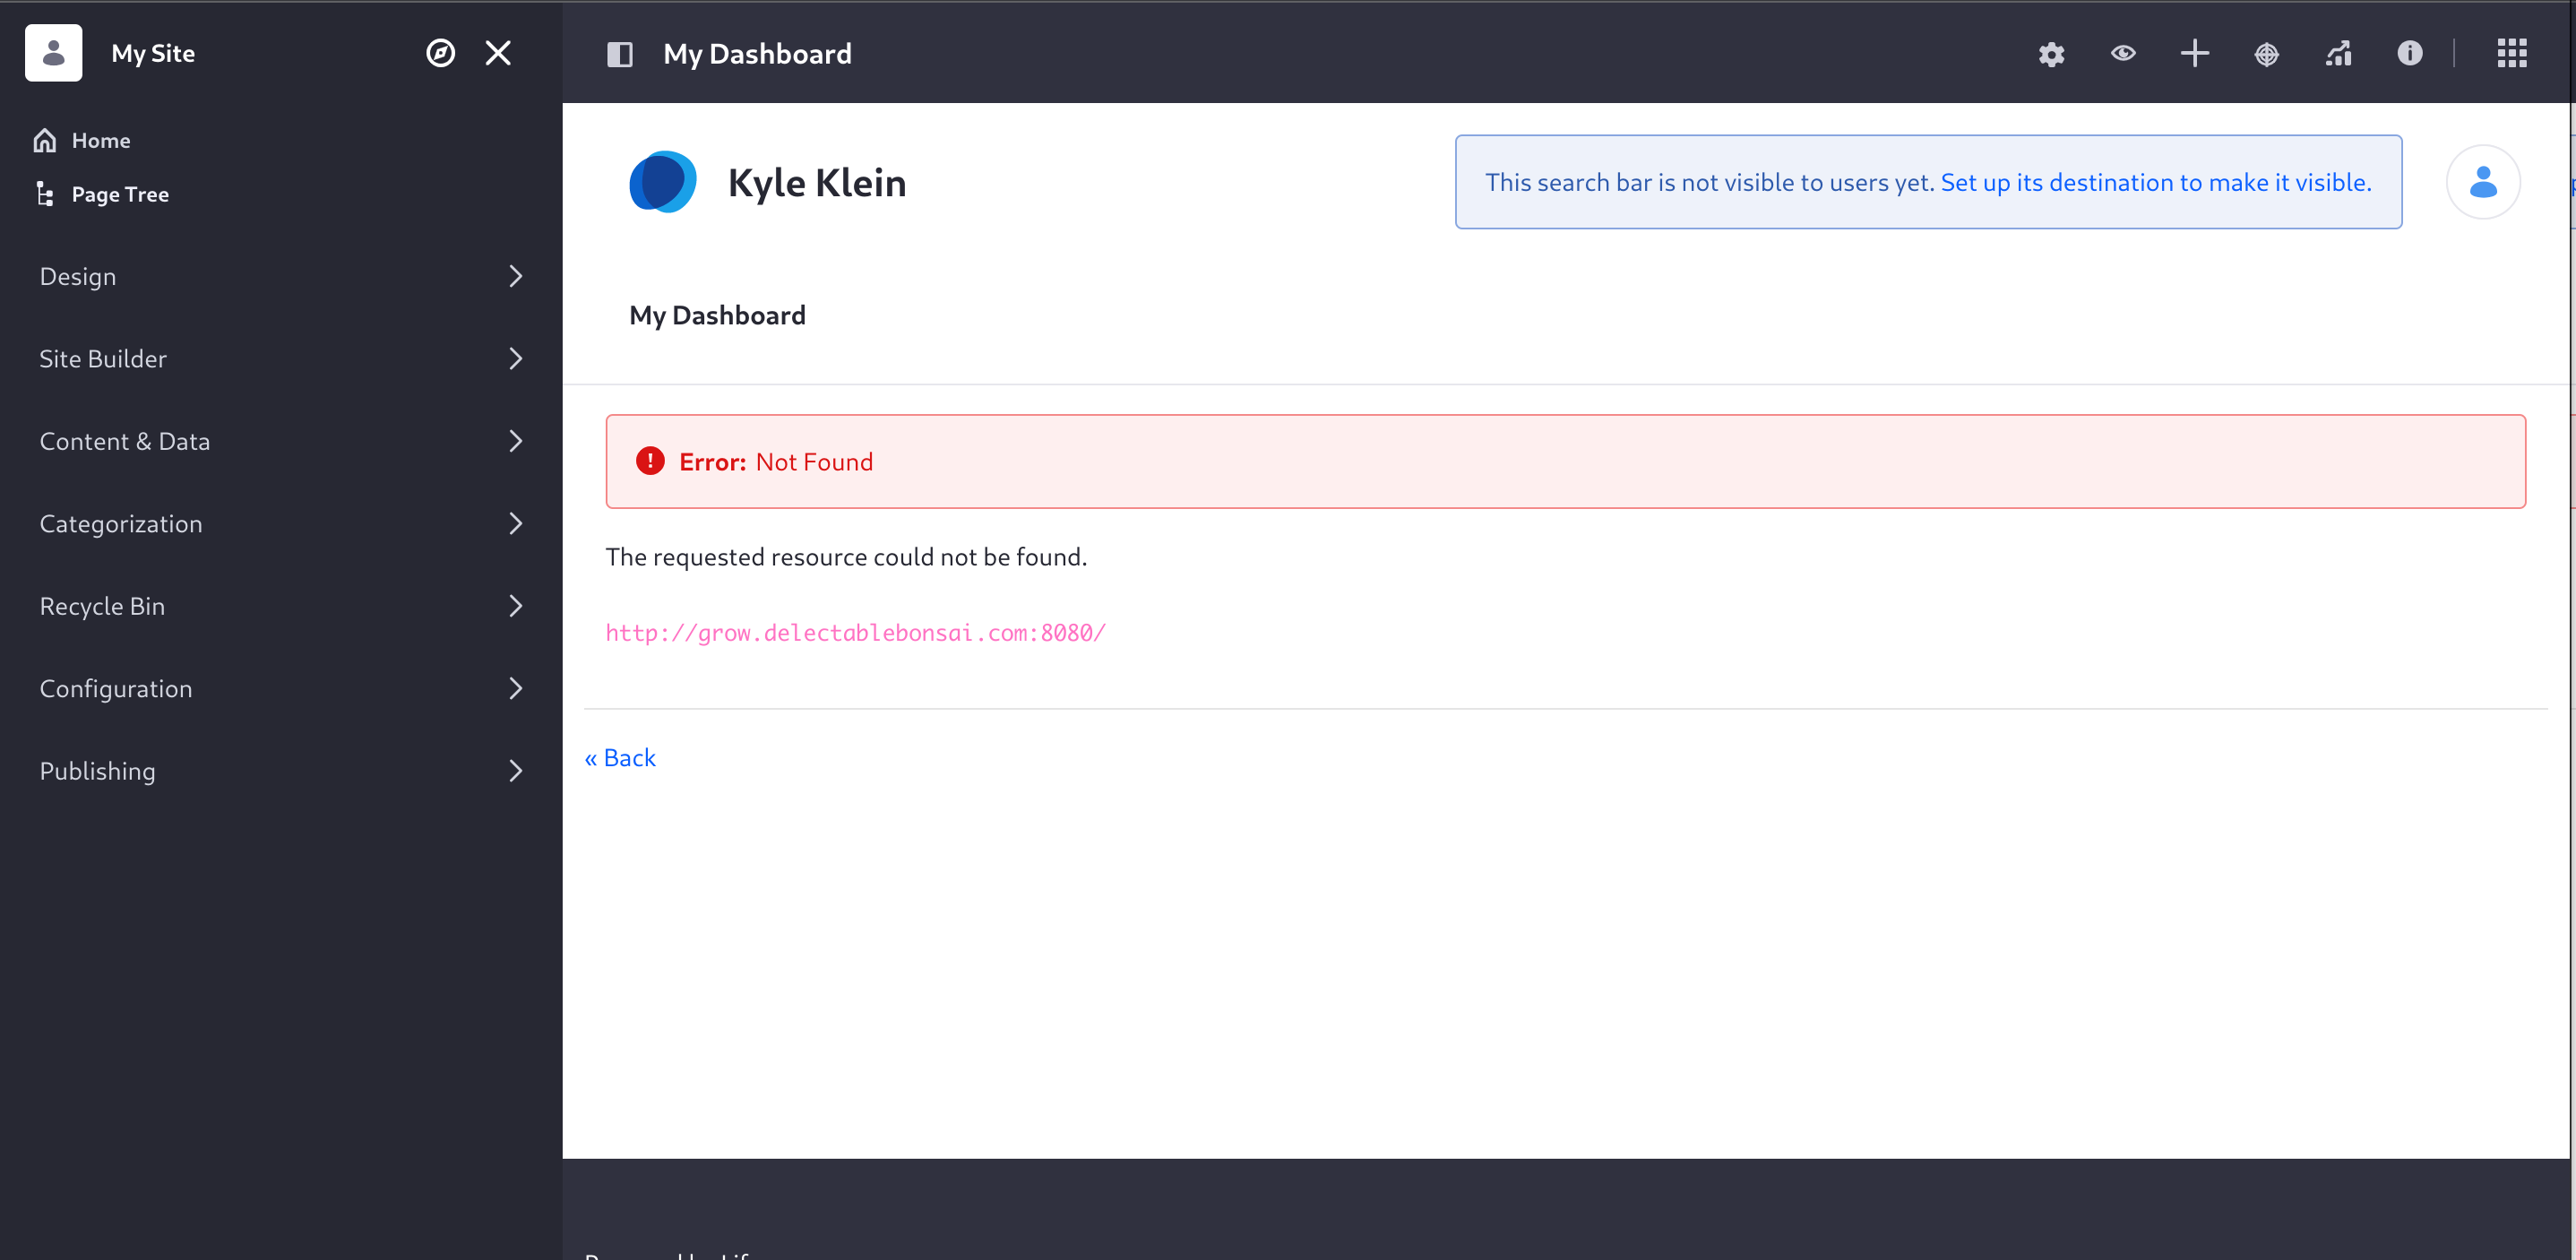 My Site
Home
Page Tree
Design
Site Builder
Content & Data
Categorization
Recycle Bin
Configuration
Publishing
My Dashboard
Kyle Klein
This search bar is not visible to users yet. Set up its destination to make it visible.
My Dashboard
Error: Not Found
The requested resource could not be found.
http://grow.delectablebonsai.com:8080/
« Back